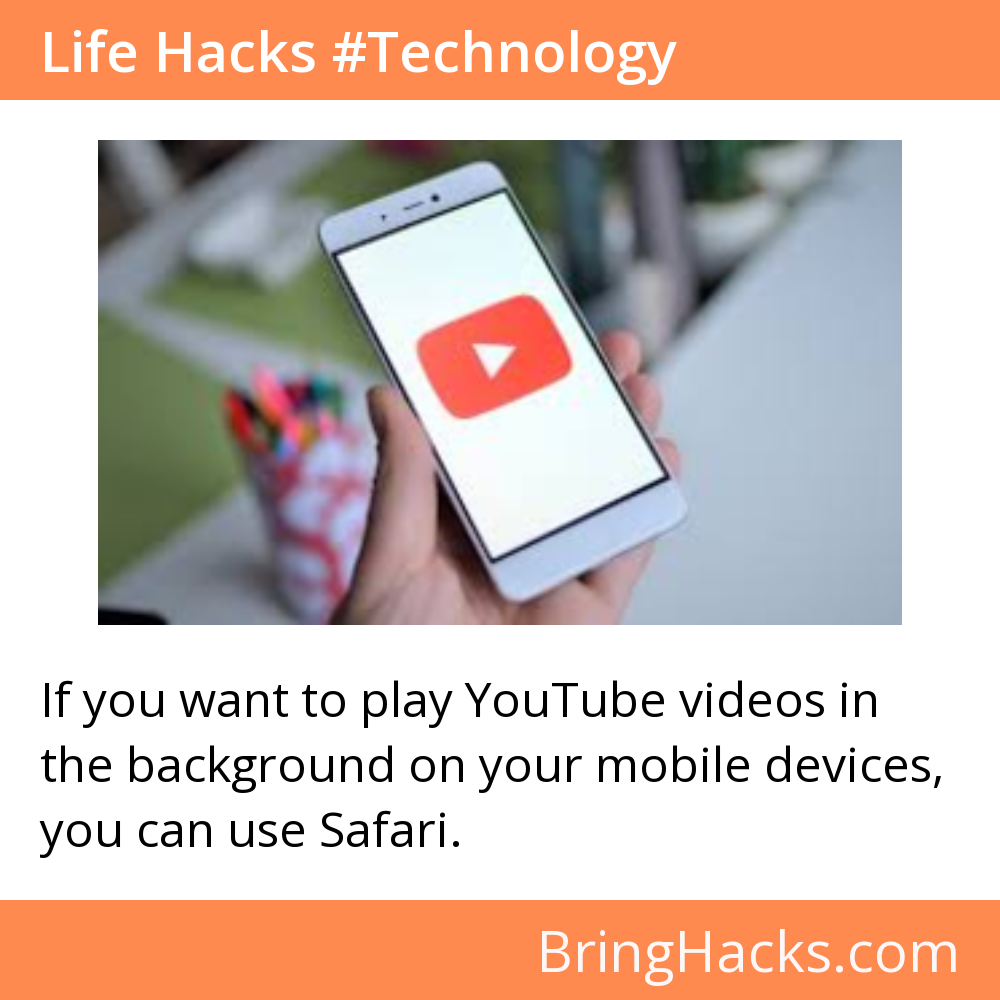 Life Hacks #Technology
If you want to play YouTube videos in
the background on your mobile devices,
you can use Safari.
BringHacks.com